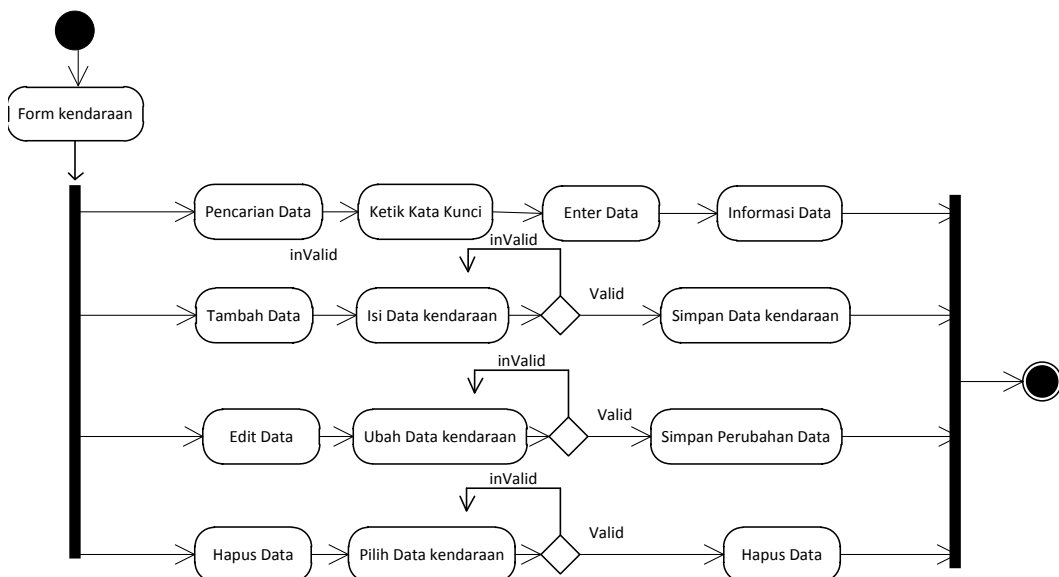 Form kendaraan
Pencarian Data
Ketik Kata Kunci
Enter Data
Informasi Data
inValid
inValid
Tambah Data
Isi Data kendaraan
Valid
Simpan Data kendaraan
inValid
Edit Data
Ubah Data kendaraan
Valid
Simpan Perubahan Data
inValid
Hapus Data
Pilih Data kendaraan
Valid
Hapus Data